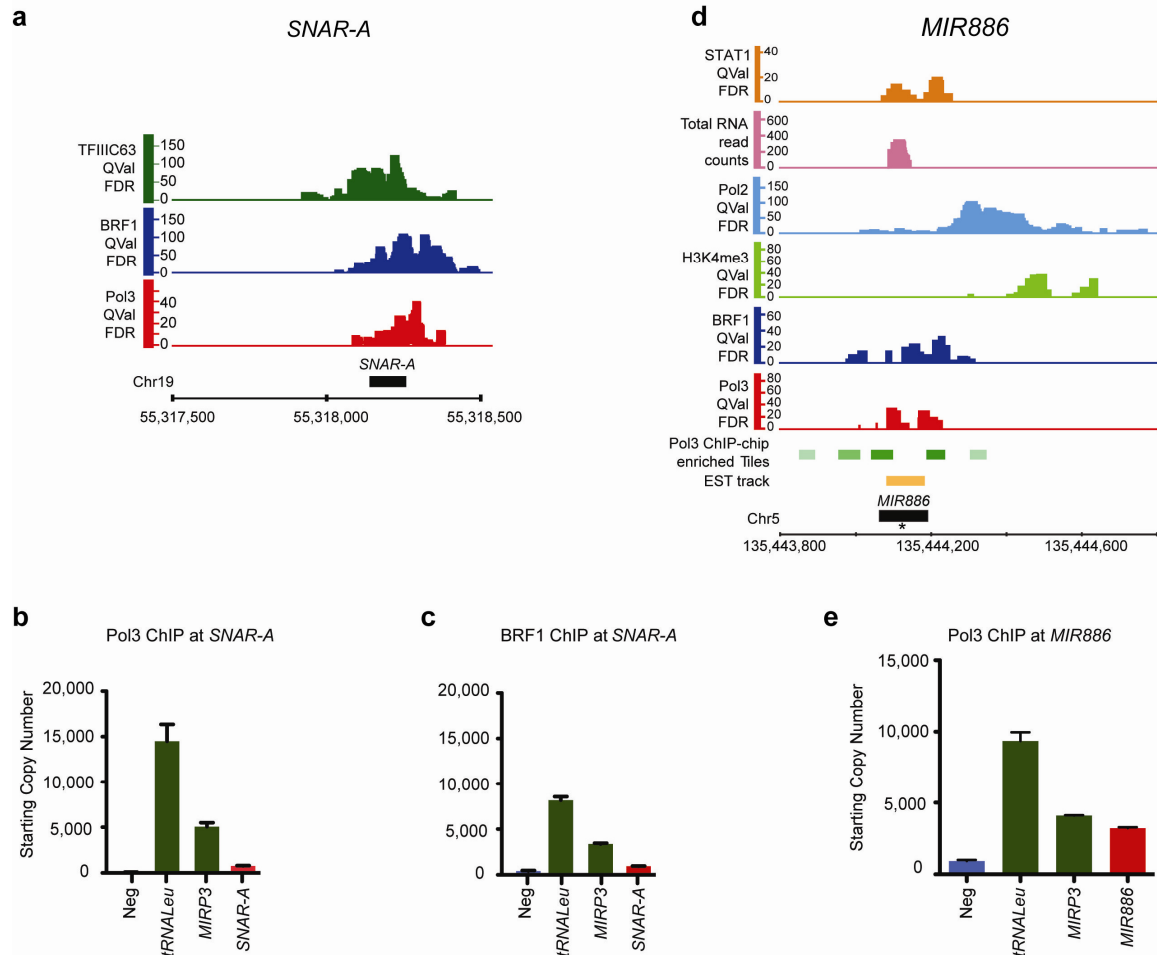 a
SNAR-A
TFIIIC63
QVal
FDR
150
100
50
0
BRF1
QVal
FDR
150
100
50
0
Pol3
QVal
FDR
40
20
0
SNAR-A
Chr19
55,317,500
55,318,000
55,318,500
d
MIR886
STAT1
QVal
FDR
40
20
0
Total RNA
read
counts
600
400
200
0
Pol2
QVal
FDR
150
100
50
0
H3K4me3
QVal
FDR
80
60
40
20
0
BRF1
QVal
FDR
60
40
20
0
Pol3
QVal
FDR
80
60
40
20
0
Pol3 ChIP-chip
enriched Tiles
EST track
MIR886
Chr5
*
135,443,800
135,444,200
135,444,600
b
Pol3 ChIP at SNAR-A
Starting Copy Number
20,000
15,000
10,000
5,000
0
Neg
tRNALeu
MIRP3
SNAR-A
c
BRF1 ChIP at SNAR-A
20,000
15,000
10,000
5,000
0
Neg
tRNALeu
MIRP3
SNAR-A
e
Pol3 ChIP at MIR886
Starting Copy Number
15,000
10,000
5,000
0
Neg
tRNALeu
MIRP3
MIR886